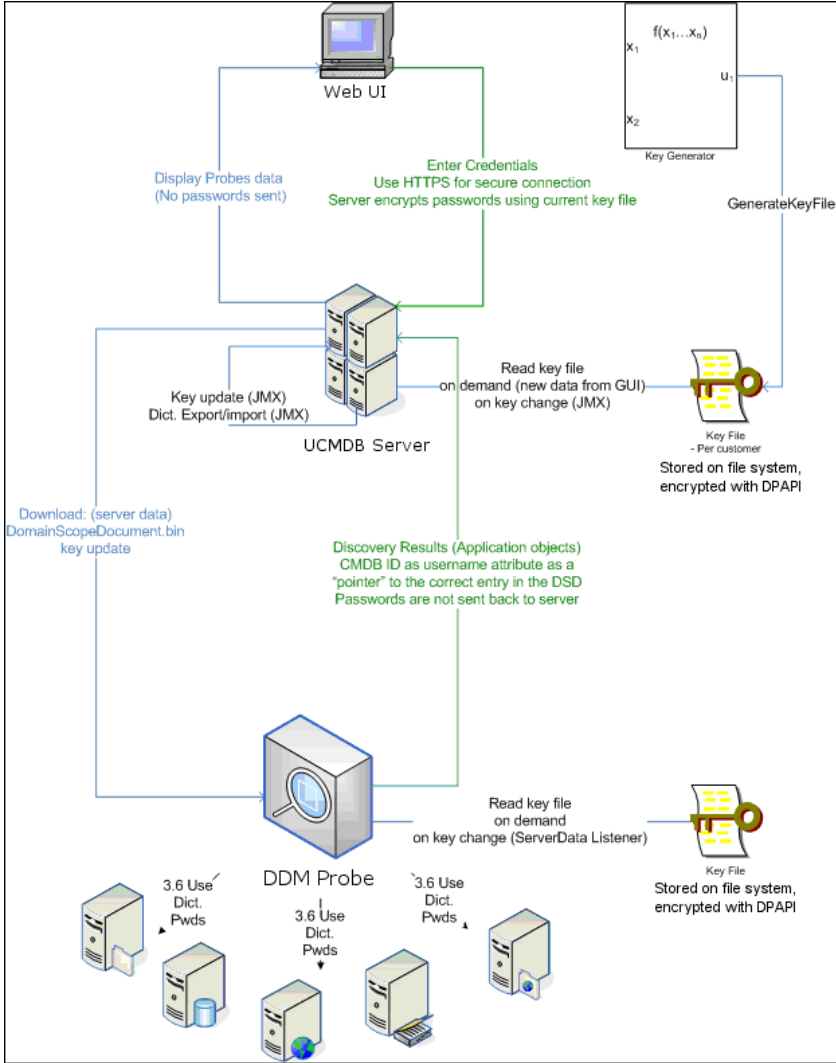 f(x1...xn)
x1
u1
x2
Key Generator
Web UI
Display Probes data
(No passwords sent)
Enter Credentials
Use HTTPS for secure connection
Server encrypts passwords using current key file
GenerateKeyFile
Key update (JMX)
Dict. Export/import (JMX)
UCMDB Server
Read key file
on demand (new data from GUI)
on key change (JMX)
Key File
- Per customer
Stored on file system,
encrypted with DPAPI
Download: (server data)
DomainScopeDocument.bin
key update
Discovery Results (Application objects)
CMDB ID as username attribute as a
“pointer” to the correct entry in the DSD
Passwords are not sent back to server
DDM Probe
Read key file
on demand
on key change (ServerData Listener)
Key File
Stored on file system,
encrypted with DPAPI
3.6 Use
Dict.
Pwds
3.6 Use
Dict.
Pwds
3.6 Use
Dict.
Pwds